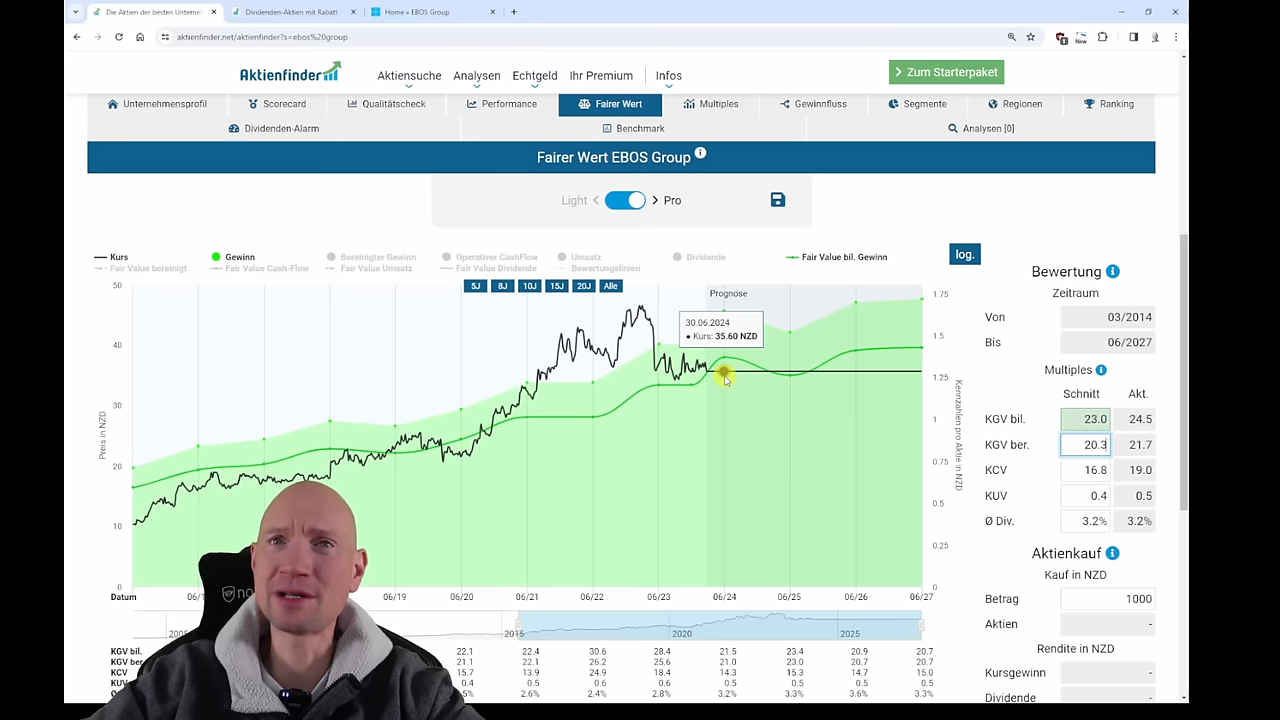 Die Aktien der besten Unterneh
Dividenden-Aktien mit Rabatt!
Home » EBOS Group
aktienfinder.net/aktienfinder?s=ebos%20group
New
Aktienfinder
Aktiensuche
Analysen
Echtgeld
Ihr Premium
Infos
Zum Starterpaket
Unternehmensprofil
Scorecard
Qualitätscheck
Performance
Fairer Wert
Multiples
Gewinnfluss
Segmente
Regionen
Ranking
Dividenden-Alarm
Benchmark
Analysen [0]
Fairer Wert EBOS Group
Light
Pro
Kurs
Gewinn
Bereinigter Gewinn
Operativer CashFlow
Umsatz
Dividende
Fair Value bil. Gewinn
Fair Value bereinigt
Fair Value Cash-Flow
Fair Value Umsatz
Fair Value Dividende
Bewertungslinien
log.
5J
8J
10J
15J
20J
Alle
Prognose
30.06.2024
Kurs: 35.60 NZD
50
40
30
20
10
0
Preis in NZD
1.75
1.5
1.25
1
0.75
0.5
0.25
0
Kennzahlen pro Aktie in NZD
Datum
06/19
06/20
06/21
06/22
06/23
06/24
06/25
06/26
06/27
2015
2020
2025
KGV bil. 22.1 22.4 30.6 28.4 21.5 23.4 20.9 20.7
KGV ber. 21.1 22.1 26.2 25.6 21.0 23.0 20.7 20.7
KCV 15.7 13.9 24.9 18.4 14.3 15.3 14.7 15.0
KUV 0.4 0.5 0.6 0.6 0.5 0.5 0.5 0.5
2.6% 2.4% 2.8% 3.2% 3.3% 3.6% 3.3%
Bewertung
Zeitraum
Von 03/2014
Bis 06/2027
Multiples
Schnitt Akt.
KGV bil. 23.0 24.5
KGV ber. 20.3 21.7
KCV 16.8 19.0
KUV 0.4 0.5
Ø Div. 3.2% 3.2%
Aktienkauf
Kauf in NZD
Betrag 1000
Aktien -
Rendite in NZD
Kursgewinn -
Dividende -